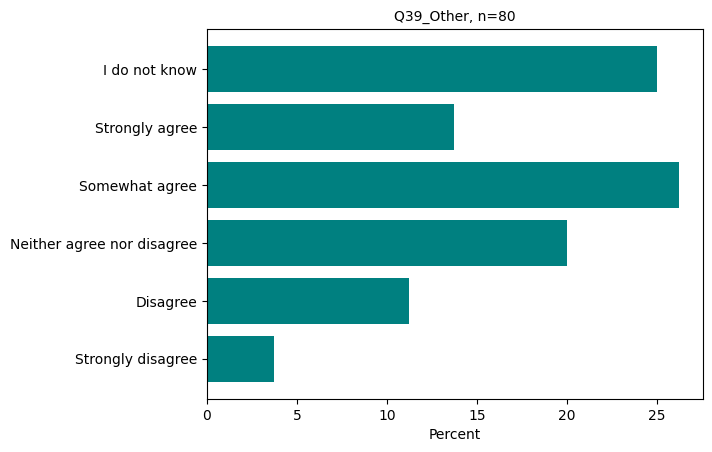 Q39_Other, n=80
I do not know
Strongly agree
Somewhat agree
Neither agree nor disagree
Disagree
Strongly disagree
0 5 10 15 20 25
Percent